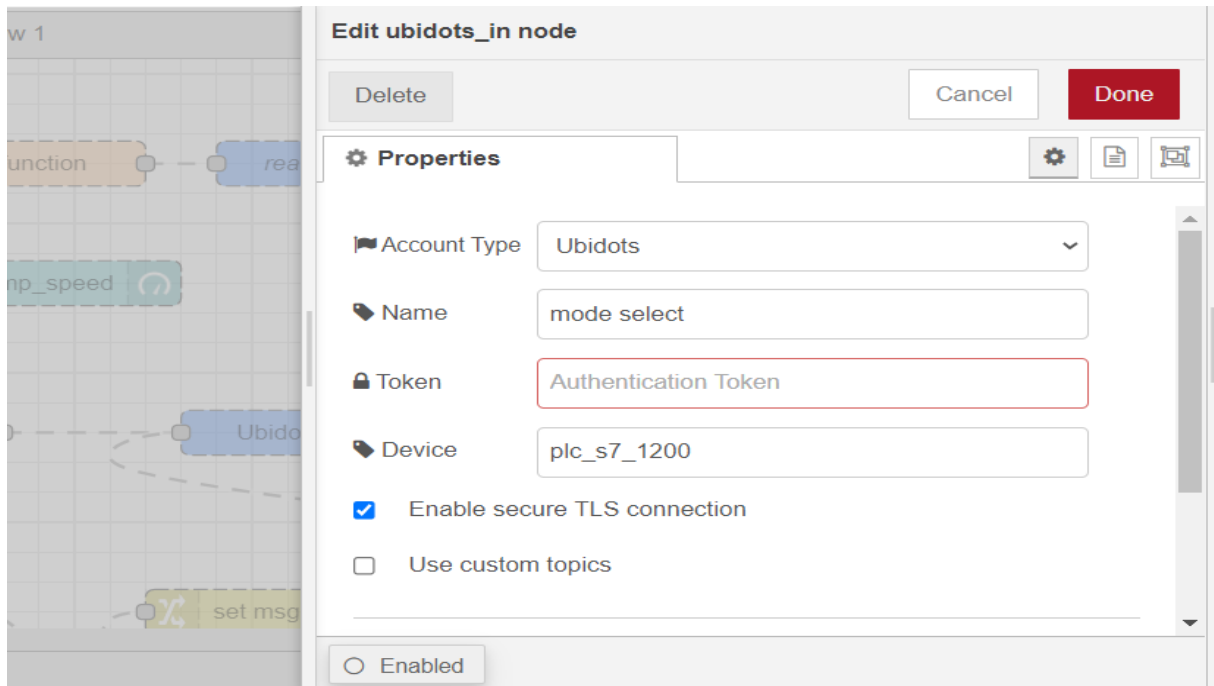 w 1
Edit ubidots_in node
Delete
Cancel
Done
unction
rea
Properties
Account Type
Ubidots
mp_speed
Name
mode select
Token
Authentication Token
Ubido
Device
plc_s7_1200
Enable secure TLS connection
Use custom topics
set msg
Enabled